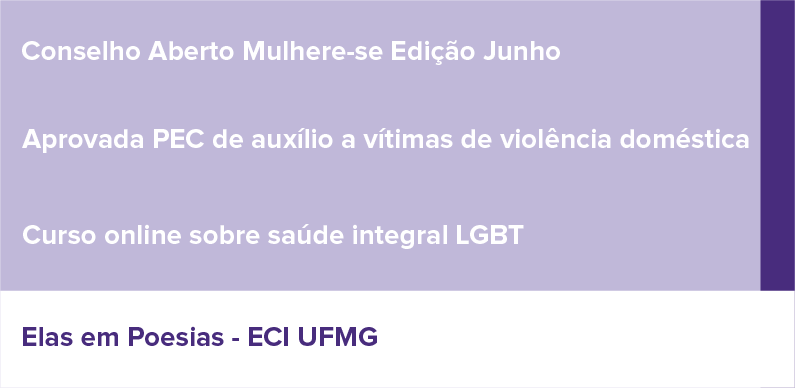 Conselho Aberto Mulhere-se Edição Junho
Aprovada PEC de auxílio a vítimas de violência doméstica
Curso online sobre saúde integral LGBT
Elas em Poesias - ECI UFMG